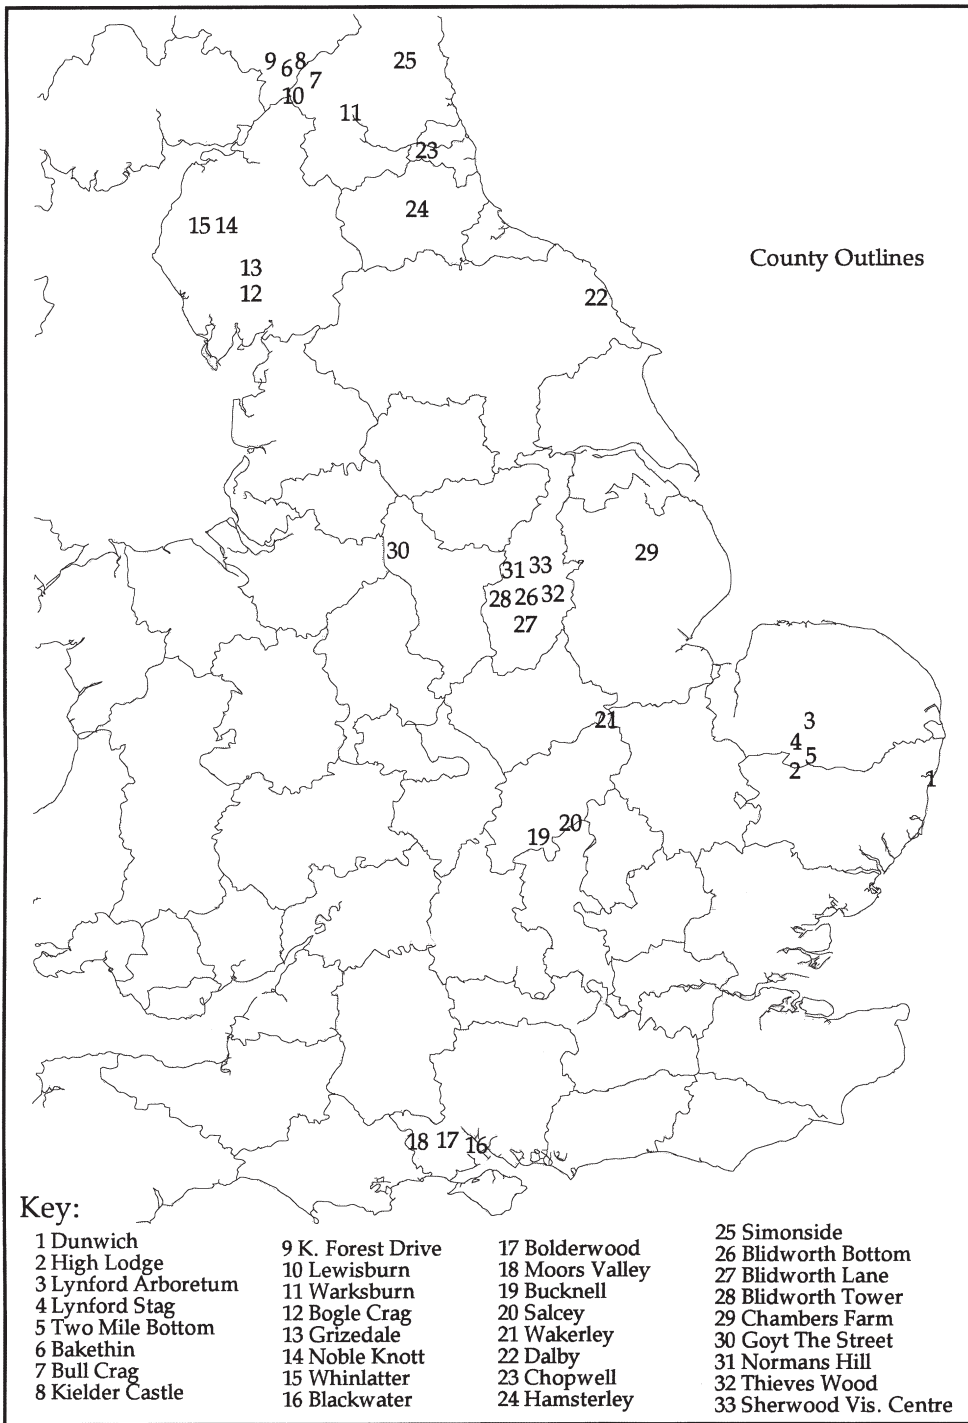 9 6 8 25
7
10
11
23
24
15 14
13
12
County Outlines
22
30
31 33
29
28 26 32
27
21
3
4
5
2
1
20
19
18 17 16
Key:
1 Dunwich
2 High Lodge
3 Lynford Arboretum
4 Lynford Stag
5 Two Mile Bottom
6 Bakethin
7 Bull Crag
8 Kielder Castle
9 K. Forest Drive
10 Lewisburn
11 Warksburn
12 Bogle Crag
13 Grizedale
14 Noble Knott
15 Whinlatter
16 Blackwater
17 Bolderwood
18 Moors Valley
19 Bucknell
20 Salcey
21 Wakerley
22 Dalby
23 Chopwell
24 Hamsterley
25 Simonside
26 Blidworth Bottom
27 Blidworth Lane
28 Blidworth Tower
29 Chambers Farm
30 Goyt The Street
31 Normans Hill
32 Thieves Wood
33 Sherwood Vis. Centre